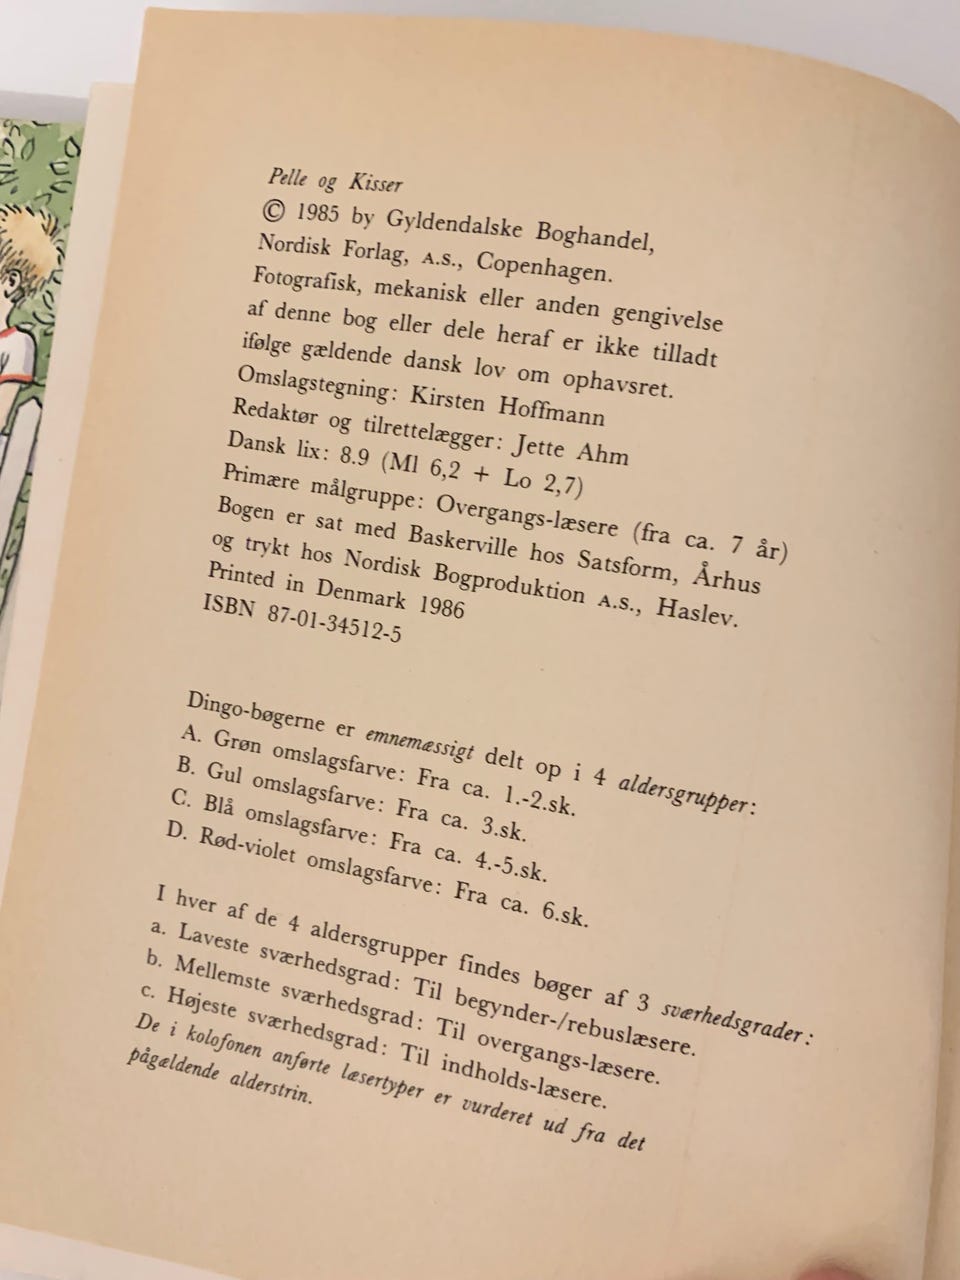 Pelle og Kisser
© 1985 by Gyldendalske Boghandel,
Nordisk Forlag, A.S., Copenhagen.
Fotografisk, mekanisk eller anden gengivelse
af denne bog eller dele heraf er ikke tilladt
ifølge gældende dansk lov om ophavsret.
Omslagstegning: Kirsten Hoffmann
Redaktør og tilrettelægger: Jette Ahm
Dansk lix: 8.9 (Ml 6,2 + Lo 2,7)
Primære målgruppe: Overgangs-læsere (fra ca. 7 år)
Bogen er sat med Baskerville hos Satsform, Århus
og trykt hos Nordisk Bogproduktion A.S., Haslev.
Printed in Denmark 1986
ISBN 87-01-34512-5
Dingo-bøgerne er emnemæssigt delt op i 4 aldersgrupper:
A. Grøn omslagsfarve: Fra ca. 1.-2.sk.
B. Gul omslagsfarve: Fra ca. 3.sk.
C. Blå omslagsfarve: Fra ca. 4.-5.sk.
D. Rød-violet omslagsfarve: Fra ca. 6.sk.
I hver af de 4 aldersgrupper findes bøger af 3 sværhedsgrader:
a. Laveste sværhedsgrad: Til begynder-/rebuslæsere.
b. Mellemste sværhedsgrad: Til overgangs-læsere.
c. Højeste sværhedsgrad: Til indholds-læsere.
De i kolofonen anførte læsertyper er vurderet ud fra det
pågældende alderstrin.